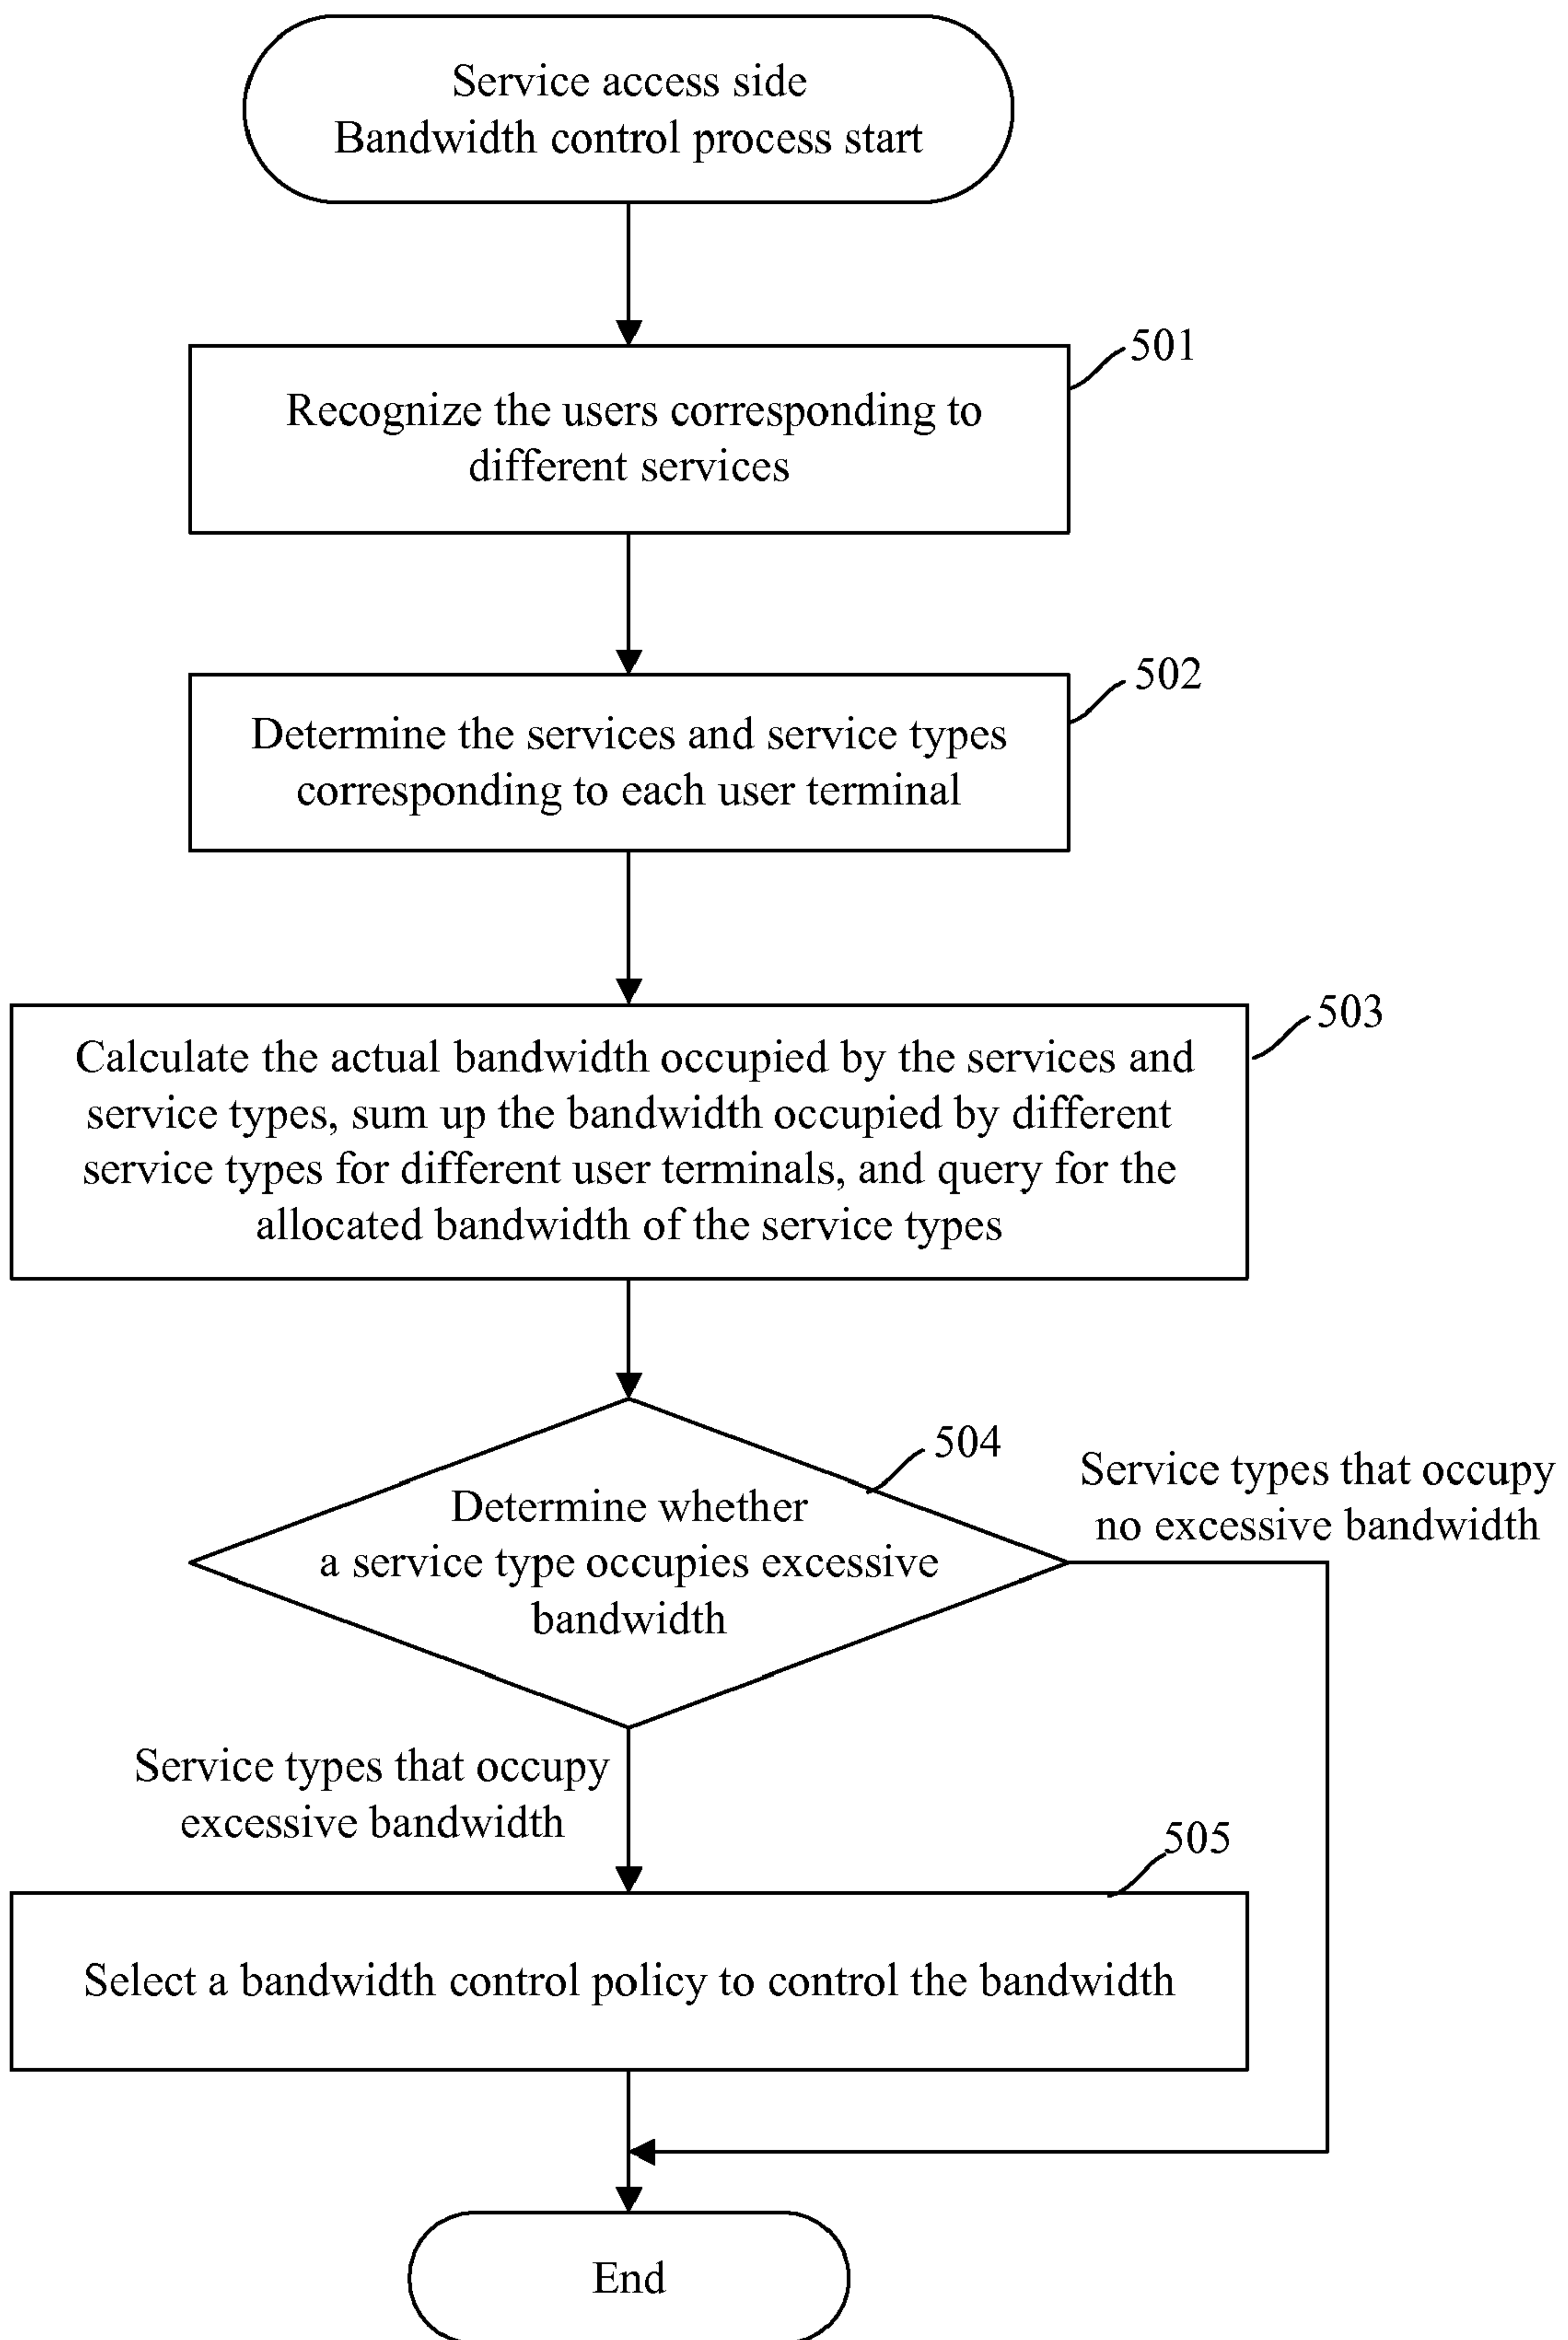 Service access side
Bandwidth control process start
501
Recognize the users corresponding to
different services
502
Determine the services and service types
corresponding to each user terminal
503
Calculate the actual bandwidth occupied by the services and
service types, sum up the bandwidth occupied by different
service types for different user terminals, and query for the
allocated bandwidth of the service types
504
Determine whether
a service type occupies excessive
bandwidth
Service types that occupy
no excessive bandwidth
Service types that occupy
excessive bandwidth
505
Select a bandwidth control policy to control the bandwidth
End